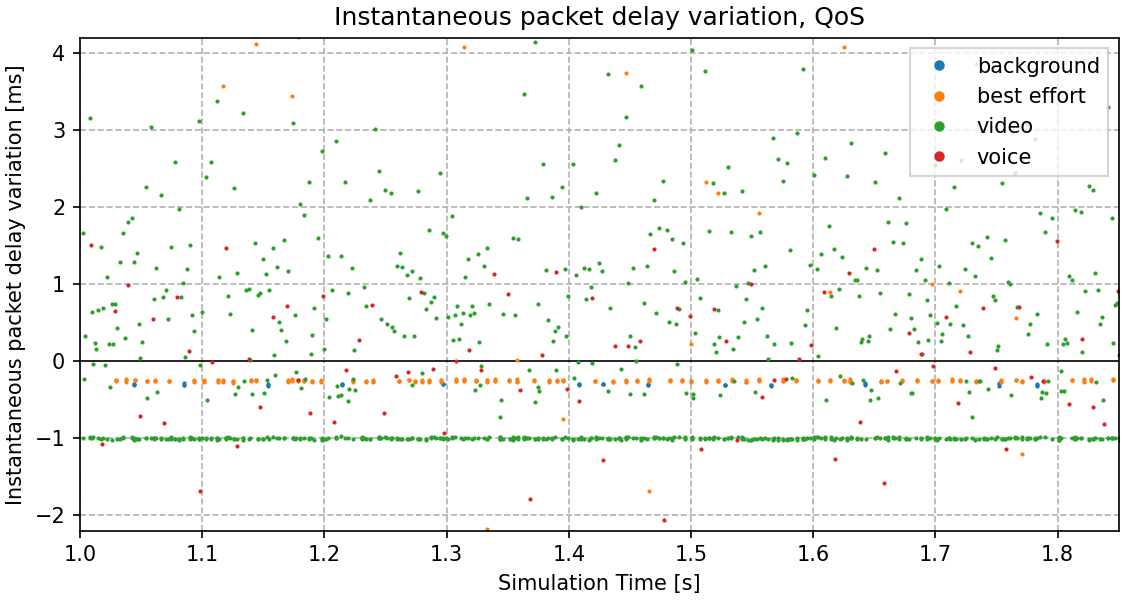 Instantaneous packet delay variation, QoS
Instantaneous packet delay variation [ms]
4
3
2
1
0
−1
−2
background
best effort
video
voice
1.0 1.1 1.2 1.3 1.4 1.5 1.6 1.7 1.8
Simulation Time [s]